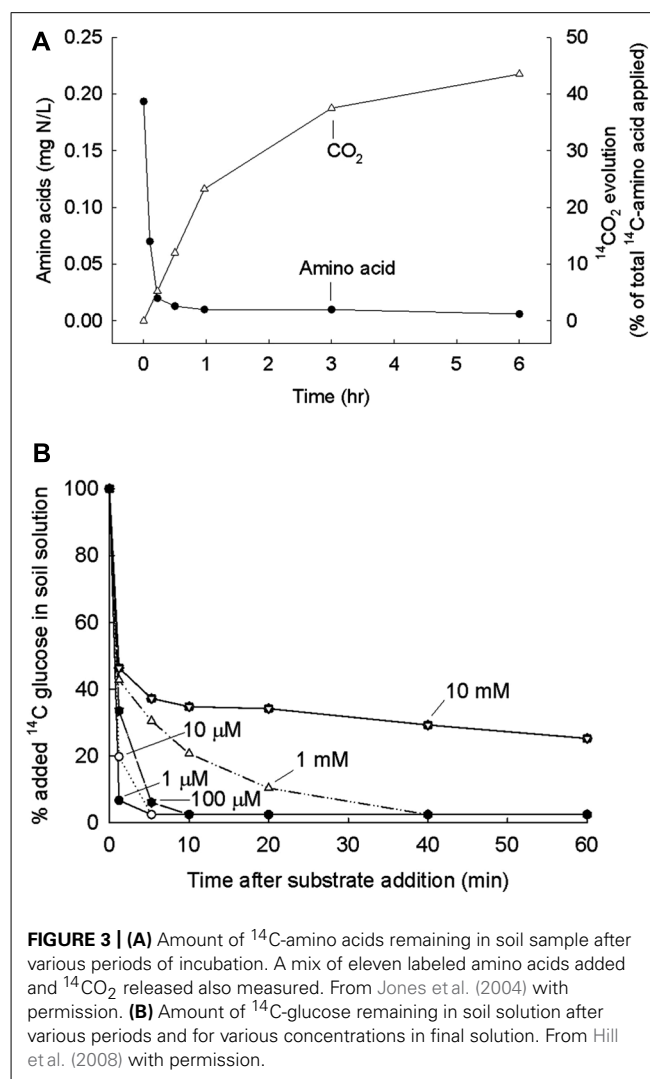 A
0.25
0.20
0.15
0.10
0.05
0.00
Amino acids (mg N/L)
50
40
30
20
10
0
¹⁴CO₂ evolution
(% of total ¹⁴C-amino acid applied)
CO₂
Amino acid
0 1 2 3 4 5 6
Time (hr)
B
100
80
60
40
20
0
% added ¹⁴C glucose in soil solution
10 mM
10 µM
1 mM
1 µM
100 µM
0 10 20 30 40 50 60
Time after substrate addition (min)
FIGURE 3 | (A) Amount of ¹⁴C-amino acids remaining in soil sample after
various periods of incubation. A mix of eleven labeled amino acids added
and ¹⁴CO₂ released also measured. From Jones et al. (2004) with
permission. (B) Amount of ¹⁴C-glucose remaining in soil solution after
various periods and for various concentrations in final solution. From Hill
et al. (2008) with permission.